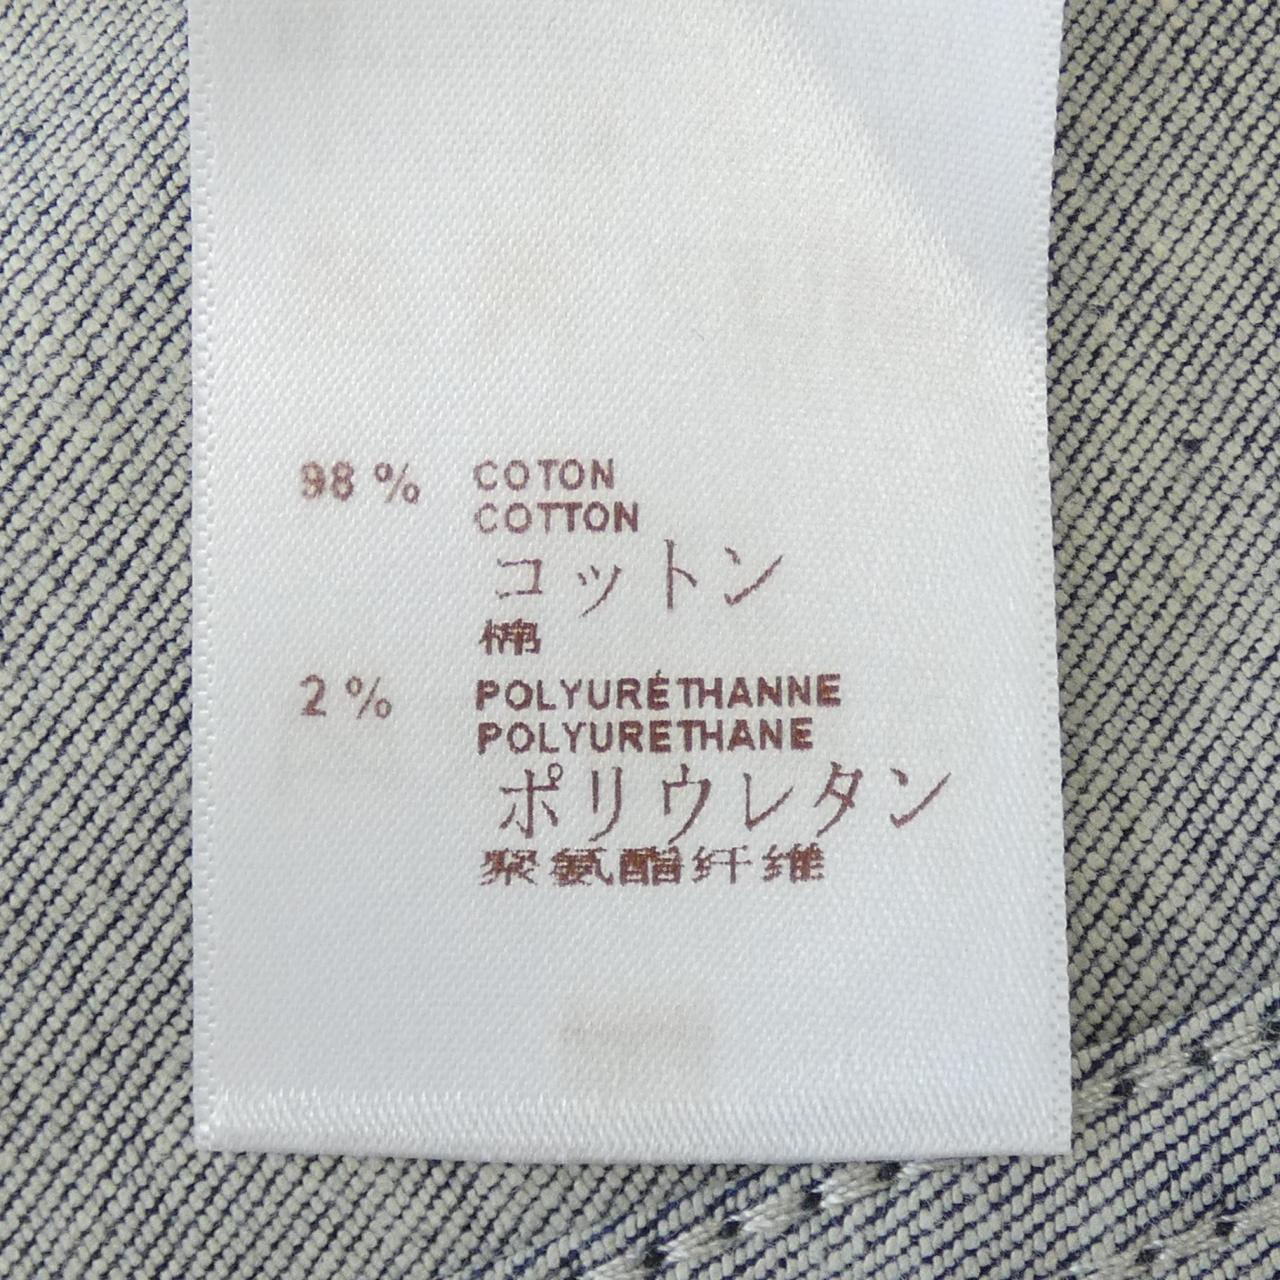 98 % COTON
COTTON
コットン
棉
2 % POLYURÉTHANNE
POLYURETHANE
ポリウレタン
聚氨酯纤维